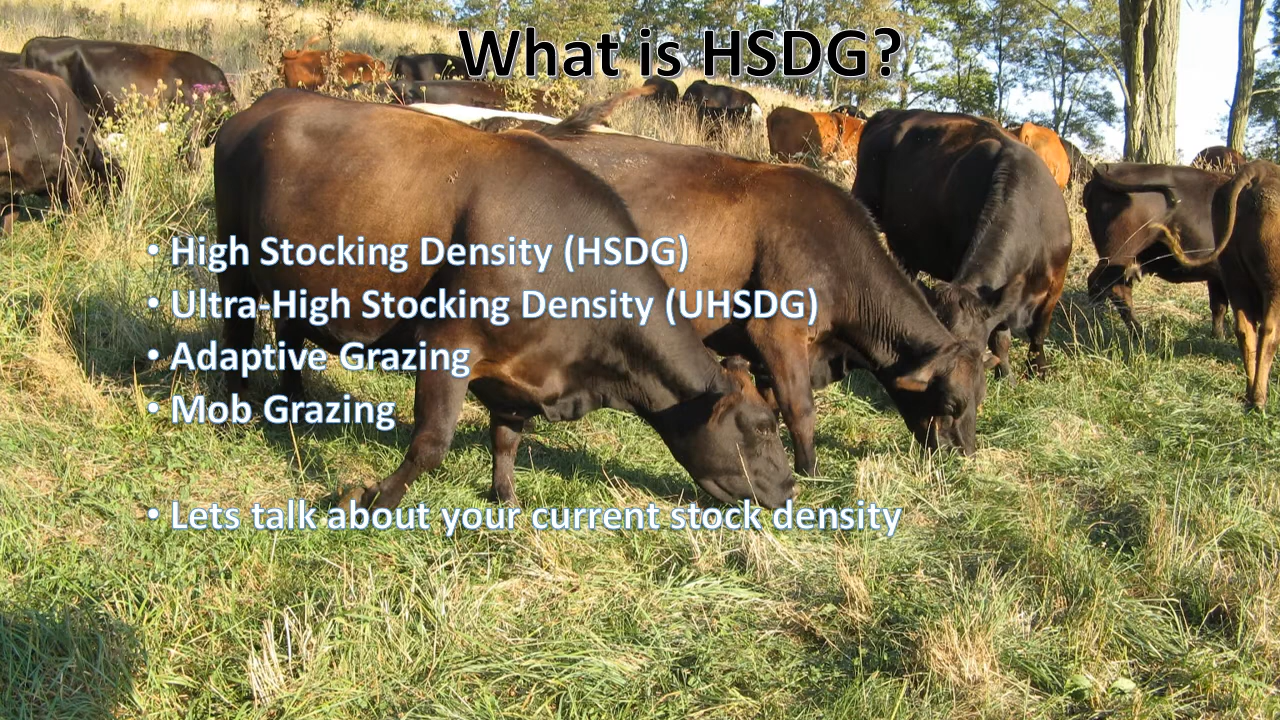 What is HSDG?
• High Stocking Density (HSDG)
• Ultra-High Stocking Density (UHSDG)
• Adaptive Grazing
• Mob Grazing
• Lets talk about your current stock density